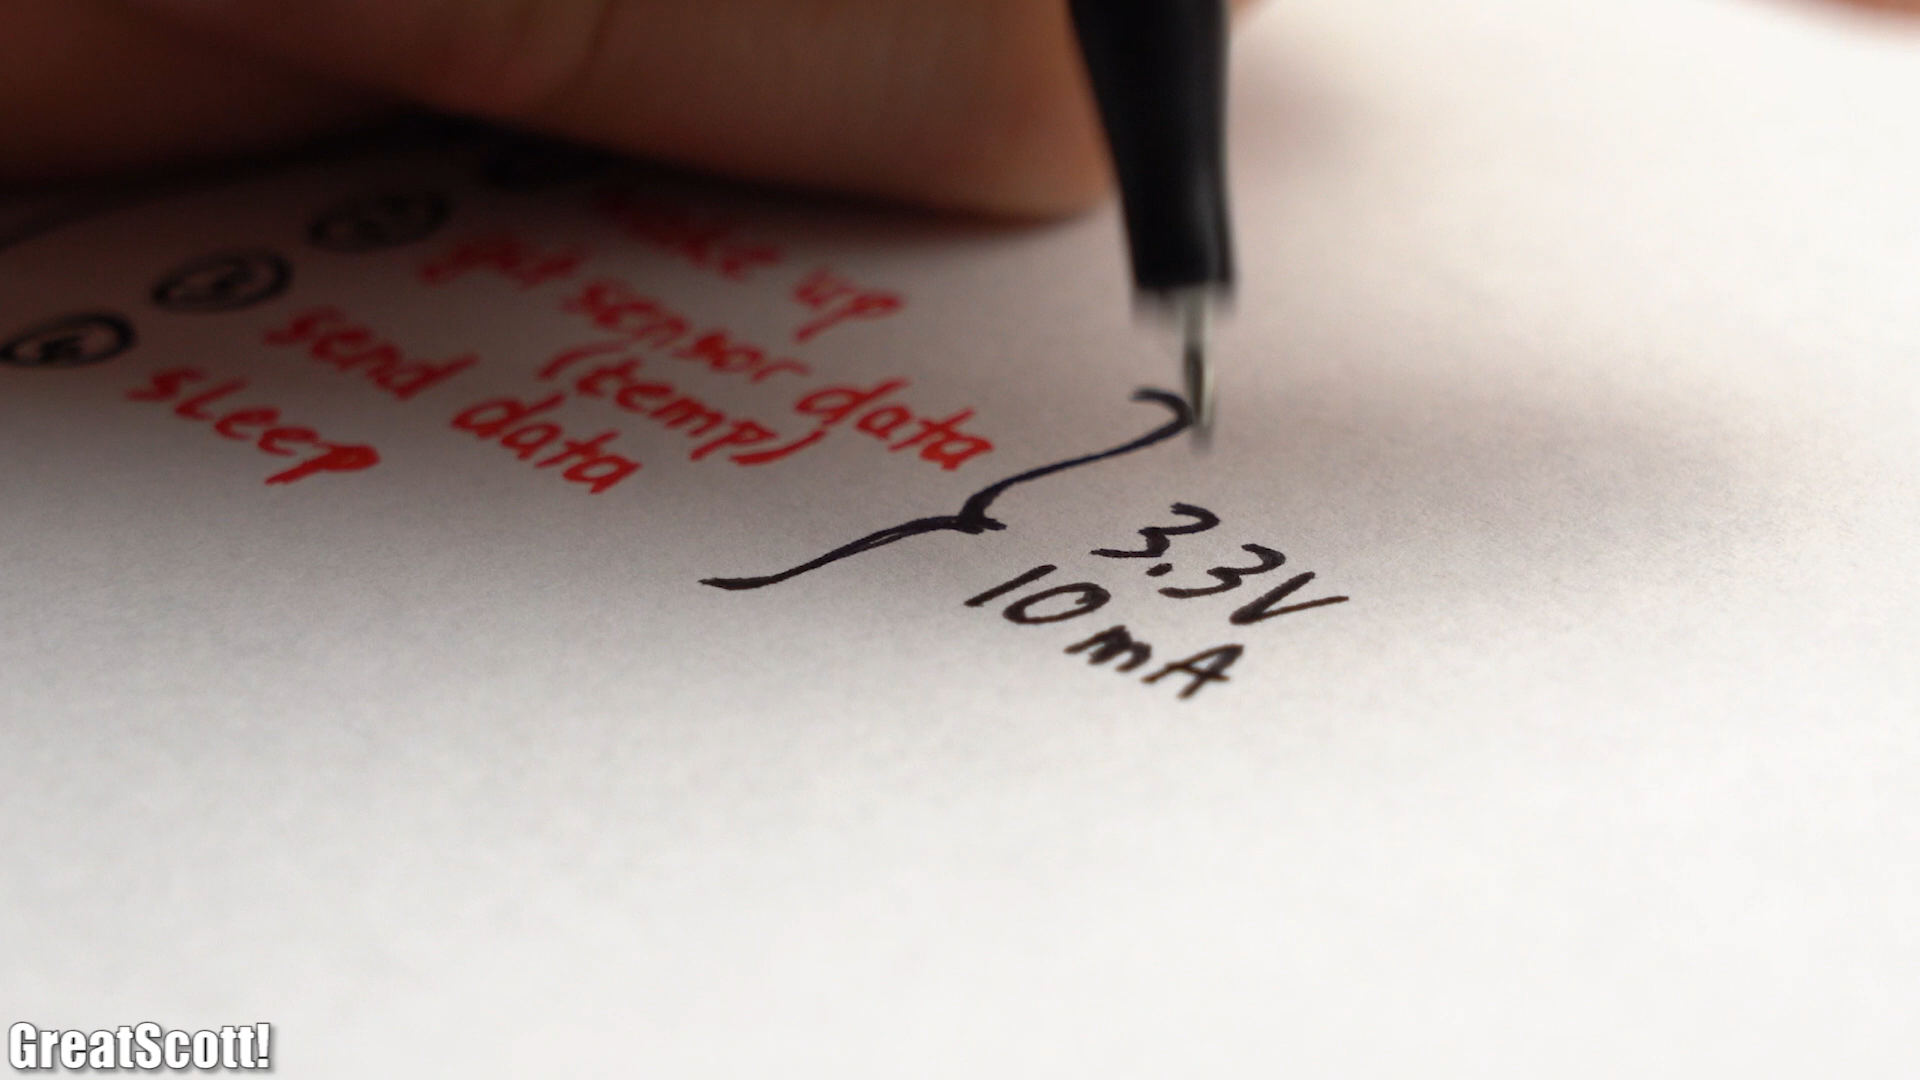 wake up
get sensor data
(temp)
send data
sleep
3.3V
10mA
GreatScott!